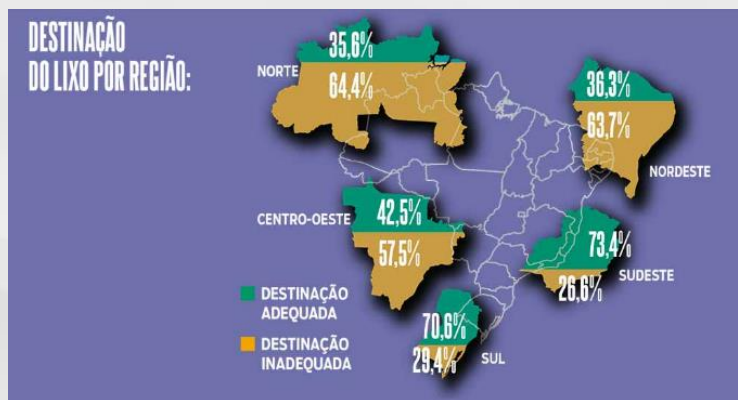 DESTINAÇÃO
DO LIXO POR REGIÃO:
35,6%
NORTE
64,4%
36,3%
63,7%
NORDESTE
CENTRO-OESTE
42,5%
57,5%
73,4%
SUDESTE
26,6%
DESTINAÇÃO
ADEQUADA
70,6%
DESTINAÇÃO
INADEQUADA
29,4%
SUL